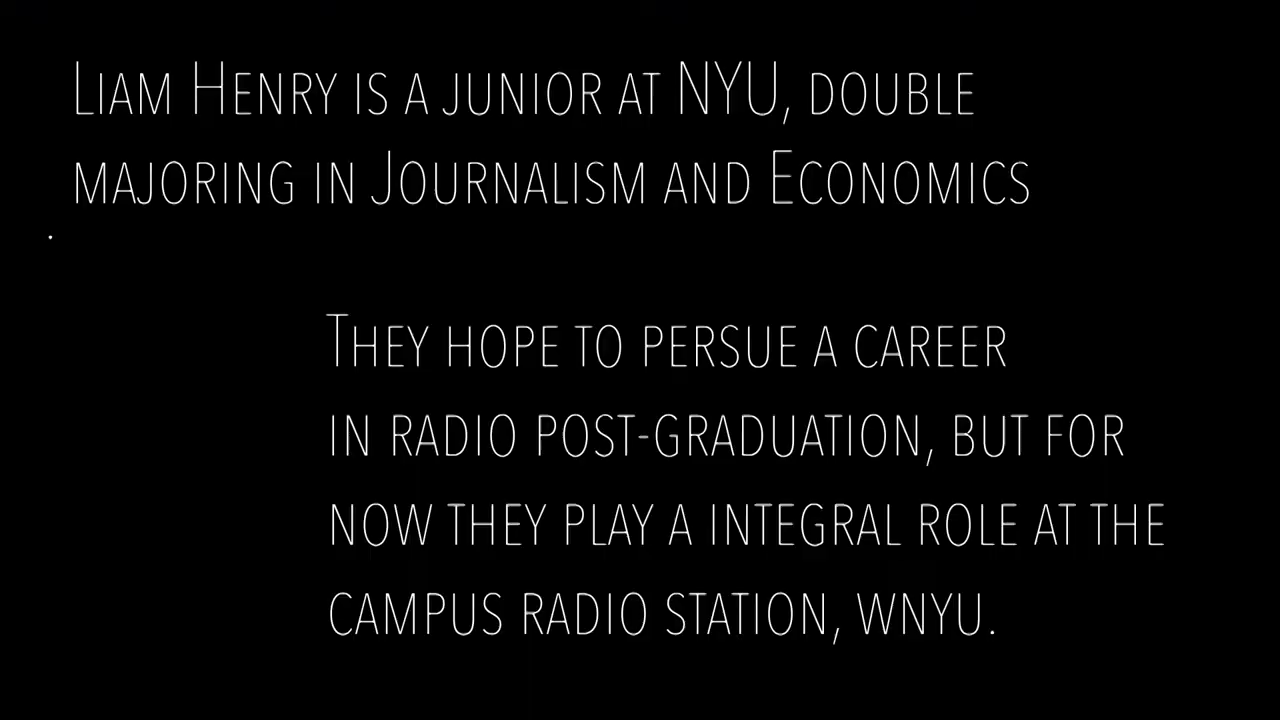 Liam Henry is a junior at NYU, double
majoring in Journalism and Economics
.
They hope to persue a career
in radio post-graduation, but for
now they play a integral role at the
campus radio station, wnyu.